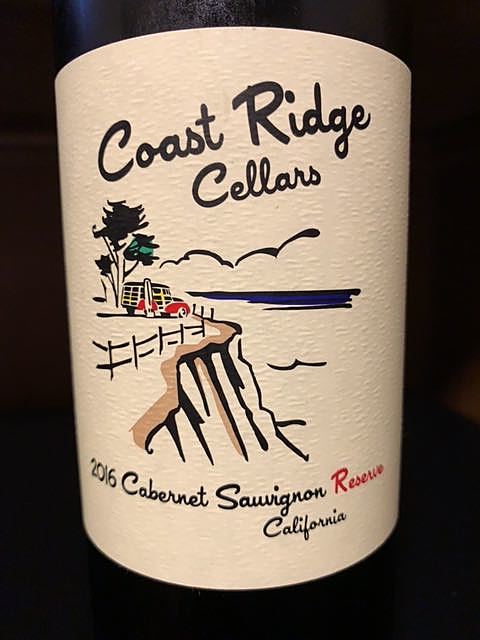 Coast Ridge
Cellars
2016 Cabernet Sauvignon Reserve
California